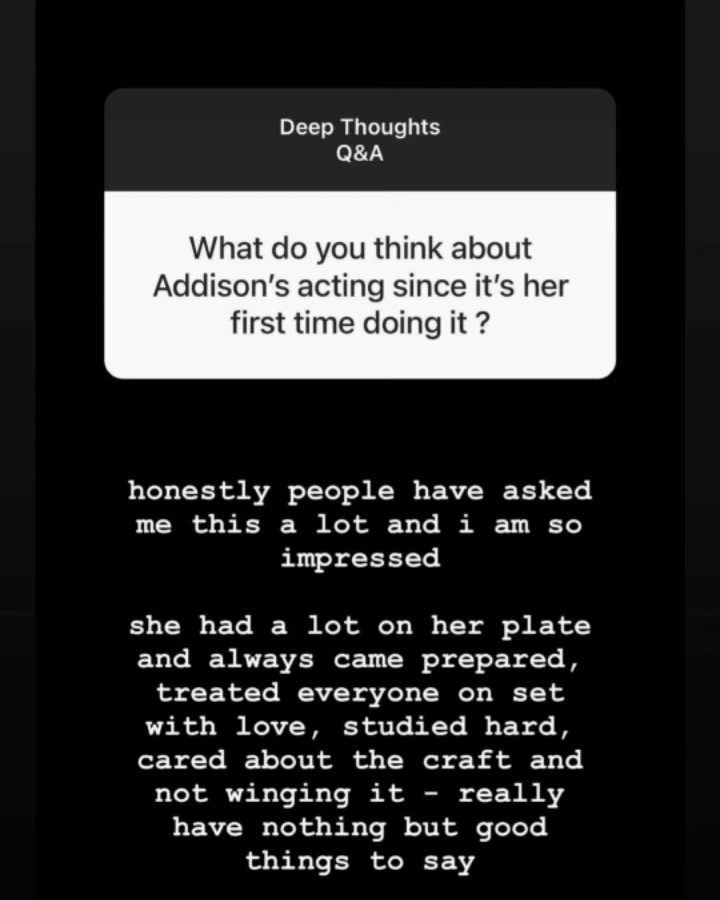 Deep Thoughts
Q&A
What do you think about
Addison’s acting since it’s her
first time doing it ?
honestly people have asked
me this a lot and i am so
impressed
she had a lot on her plate
and always came prepared,
treated everyone on set
with love, studied hard,
cared about the craft and
not winging it - really
have nothing but good
things to say